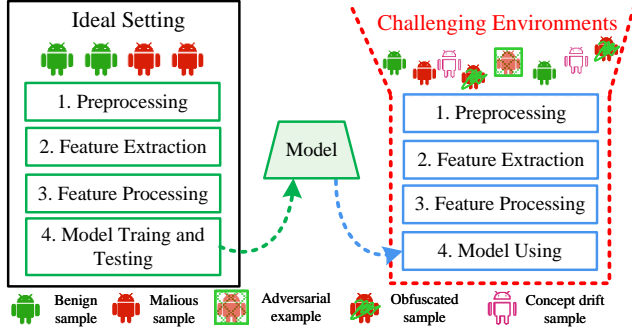 Ideal Setting
1. Preprocessing
2. Feature Extraction
3. Feature Processing
4. Model Traing and
Testing
Model
Challenging Environments
1. Preprocessing
2. Feature Extraction
3. Feature Processing
4. Model Using
Benign
sample
Malious
sample
Adversarial
example
Obfuscated
sample
Concept drift
sample